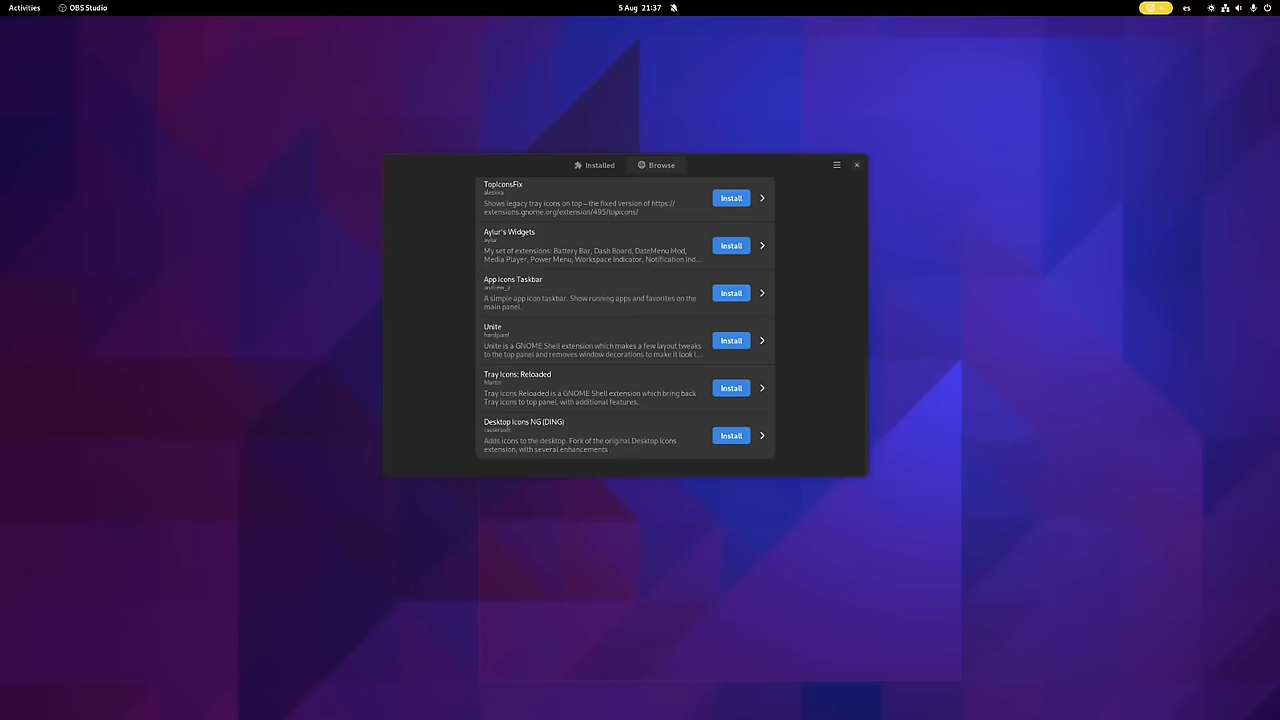 Activities
OBS Studio
5 Aug 21:37
es
Installed
Browse
TopIconsFix
aleskva
Shows legacy tray icons on top – the fixed version of https://
extensions.gnome.org/extension/495/topicons/
Install
Aylur's Widgets
aylur
My set of extensions: Battery Bar, Dash Board, DateMenu Mod,
Media Player, Power Menu, Workspace Indicator, Notification Ind…
Install
App icons Taskbar
andrew_z
A simple app icon taskbar. Show running apps and favorites on the
main panel.
Install
Unite
hardpixel
Unite is a GNOME Shell extension which makes a few layout tweaks
to the top panel and removes window decorations to make it look l…
Install
Tray Icons: Reloaded
Martin
Tray Icons Reloaded is a GNOME Shell extension which bring back
Tray Icons to top panel, with additional features.
Install
Desktop Icons NG (DING)
rastersoft
Adds icons to the desktop. Fork of the original Desktop Icons
extension, with several enhancements
Install